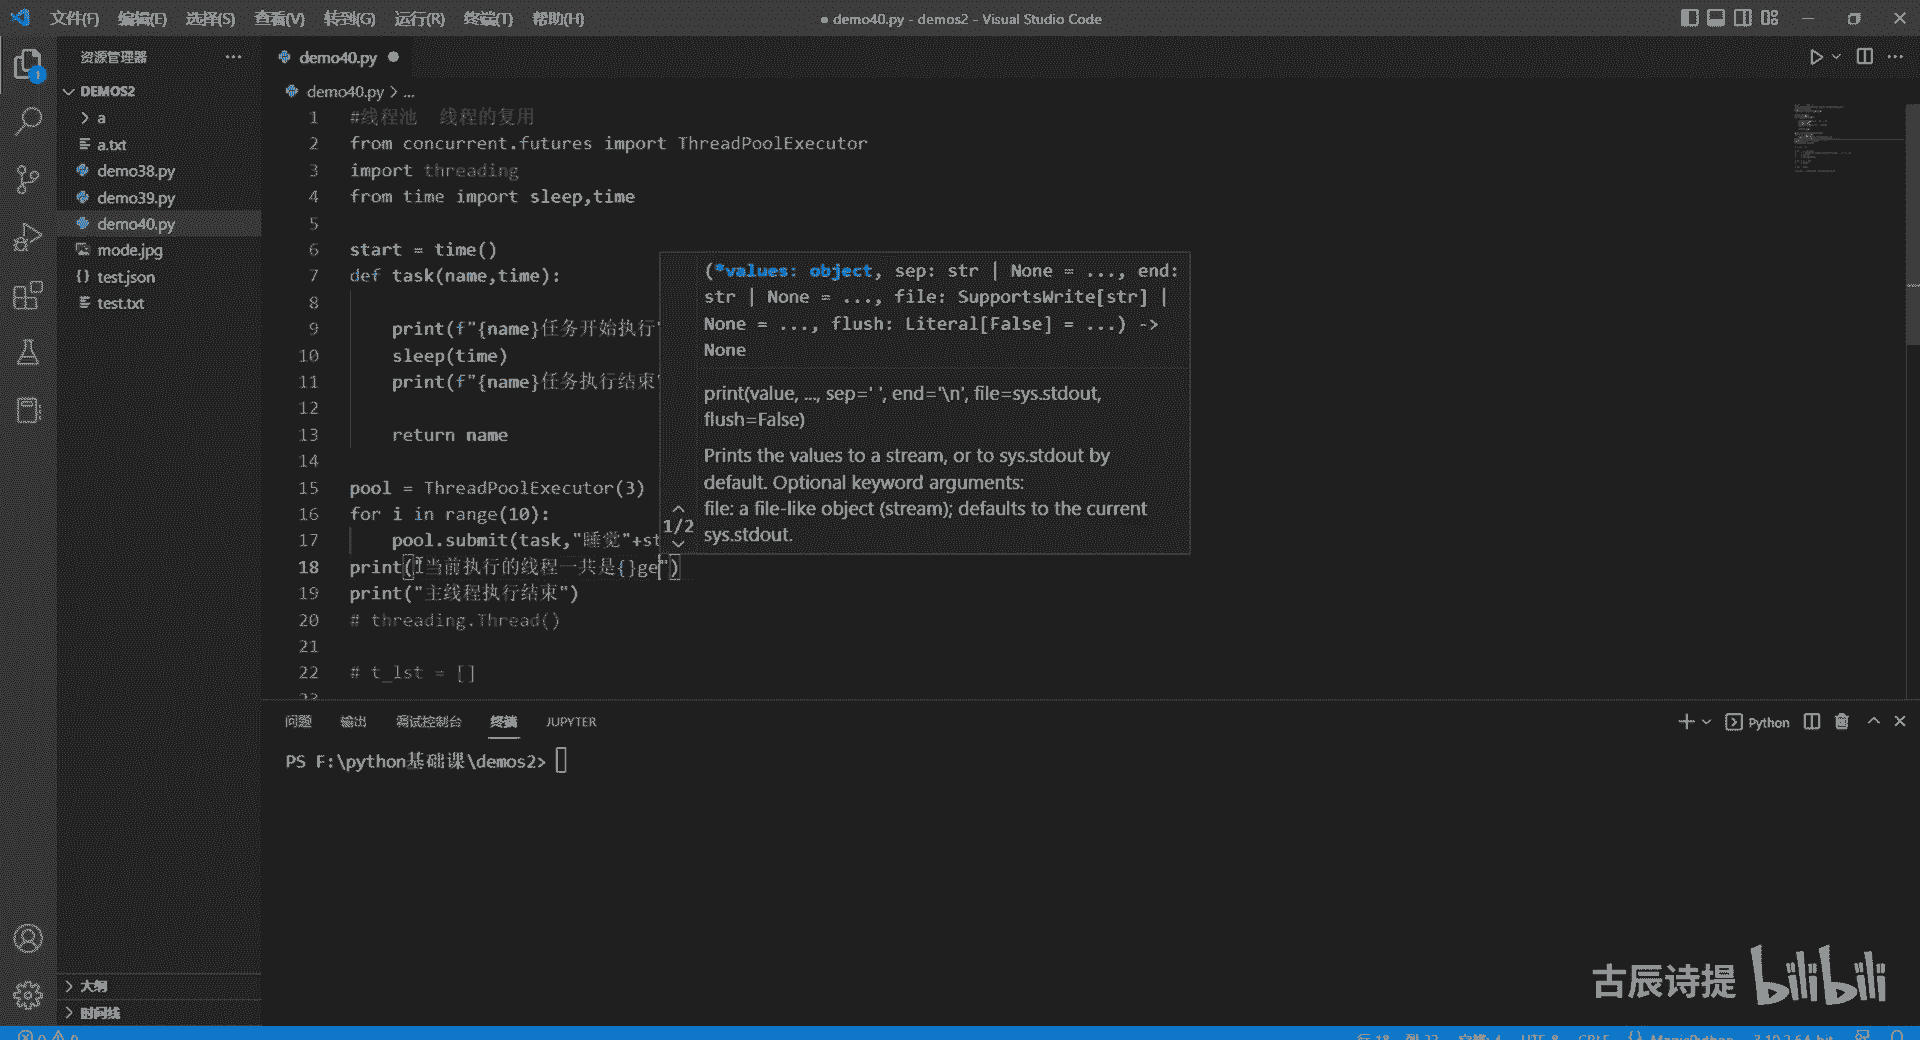 文件(F) 编辑(E) 选择(S) 查看(V) 转到(G) 运行(R) 终端(T) 帮助(H)
● demo40.py - demos2 - Visual Studio Code
资源管理器
demo40.py
DEMOS2
demo40.py > ...
a
a.txt
demo38.py
demo39.py
demo40.py
mode.jpg
test.json
test.txt
1 #线程池 线程的复用
2 from concurrent.futures import ThreadPoolExecutor
3 import threading
4 from time import sleep,time
5
6 start = time()
7 def task(name,time):
8
9 print(f"{name}任务开始执行"
10 sleep(time)
11 print(f"{name}任务执行结束"
12
13 return name
14
15 pool = ThreadPoolExecutor(3)
16 for i in range(10):
17 pool.submit(task,"睡觉"+st
18 print("当前执行的线程一共是{}ge")
19 print("主线程执行结束")
20 # threading.Thread()
21
22 # t_lst = []
23
(*values: object, sep: str | None = ..., end:
str | None = ..., file: SupportsWrite[str] |
None = ..., flush: Literal[False] = ...) ->
None
print(value, ..., sep=' ', end='\n', file=sys.stdout,
flush=False)
Prints the values to a stream, or to sys.stdout by
default. Optional keyword arguments:
file: a file-like object (stream); defaults to the current
sys.stdout.
1/2
问题 输出 调试控制台 终端 JUPYTER
Python
PS F:\python基础课\demos2>
大纲
时间线
古辰诗提 bilibili